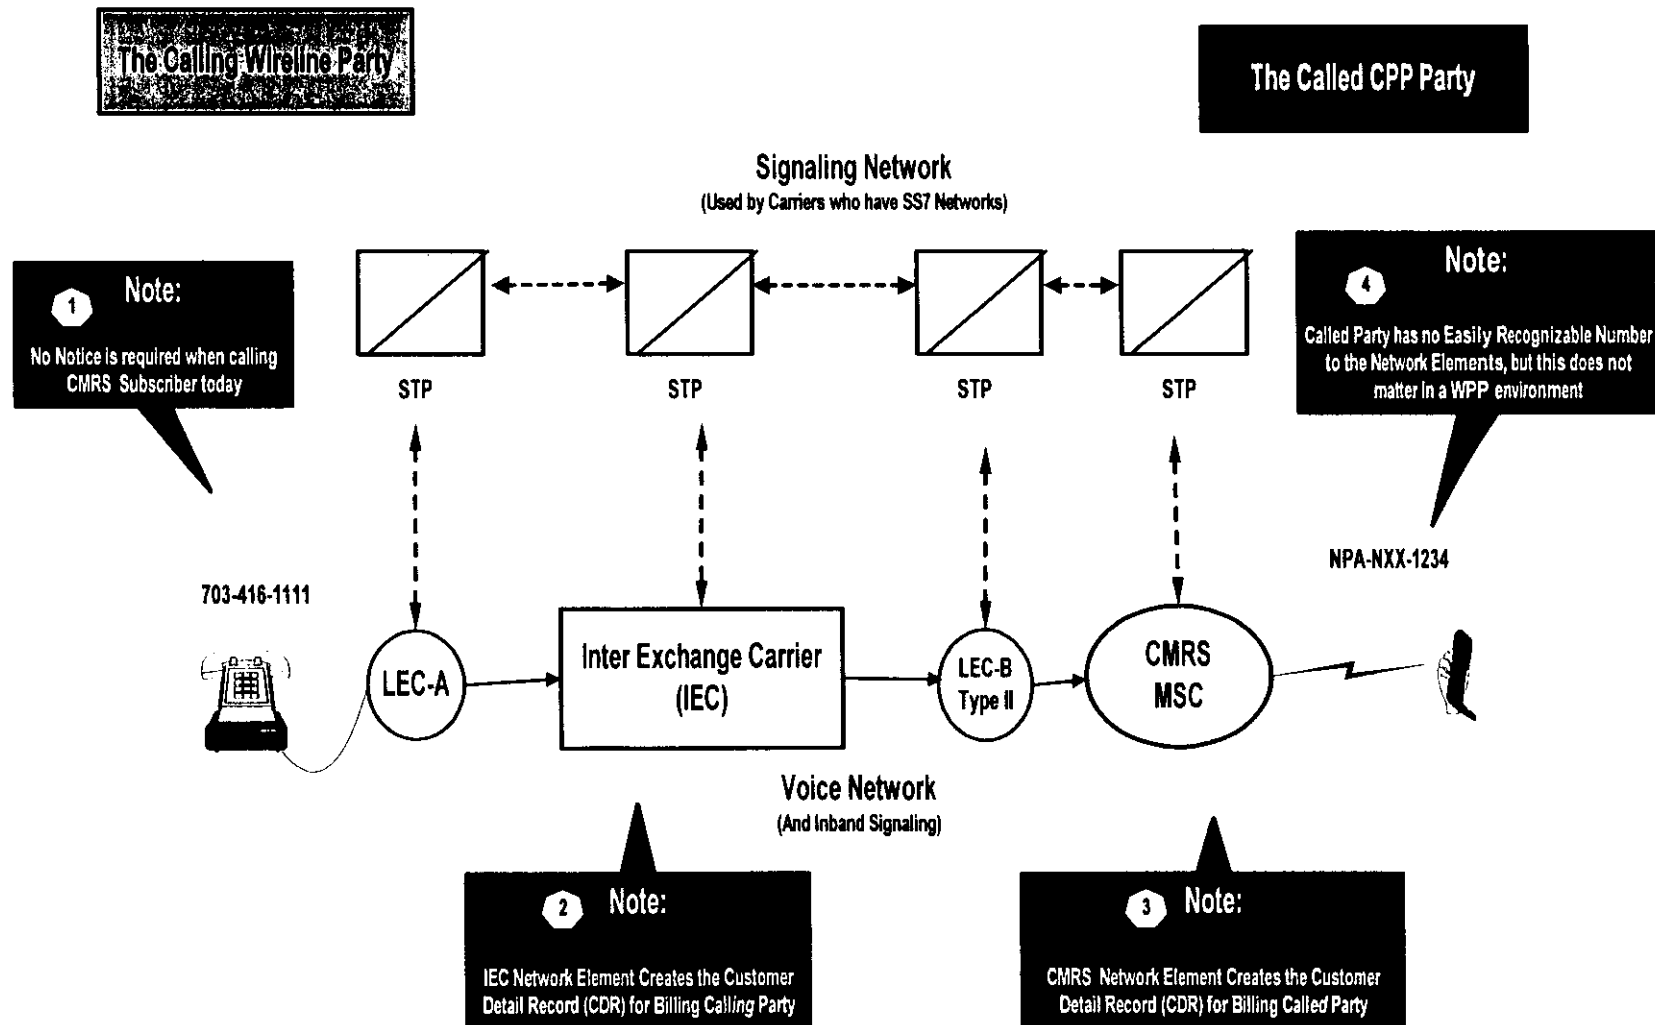 The Calling Wireline Party
The Called CPP Party
Signaling Network
(Used by Carriers who have SS7 Networks)
1
Note:
No Notice is required when calling
CMRS Subscriber today
4
Note:
Called Party has no Easily Recognizable Number
to the Network Elements, but this does not
matter in a WPP environment
STP
STP
STP
STP
703-416-1111
NPA-NXX-1234
LEC-A
Inter Exchange Carrier
(IEC)
LEC-B
Type II
CMRS
MSC
Voice Network
(And Inband Signaling)
2
Note:
IEC Network Element Creates the Customer
Detail Record (CDR) for Billing Calling Party
3
Note:
CMRS Network Element Creates the Customer
Detail Record (CDR) for Billing Called Party